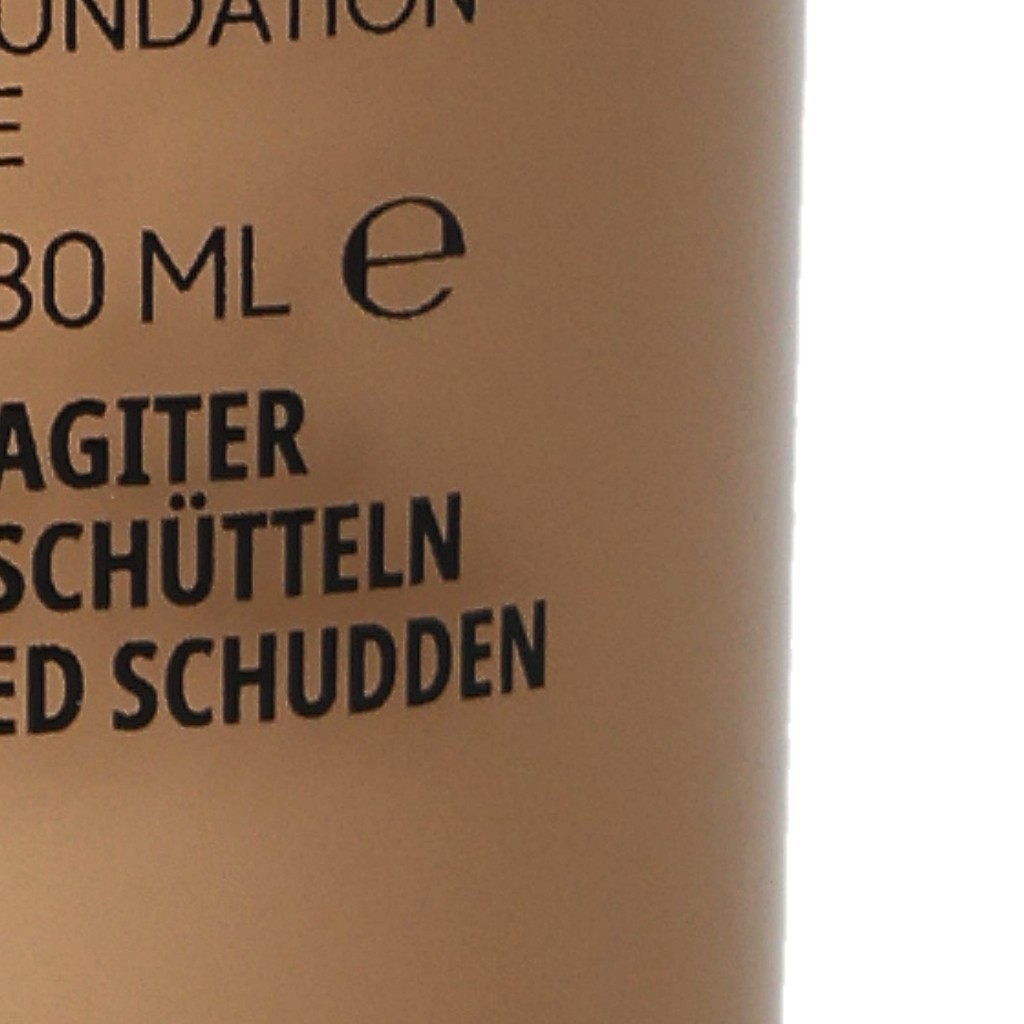 UNDATION
E
30 ML ℮
AGITER
SCHÜTTELN
ED SCHUDDEN